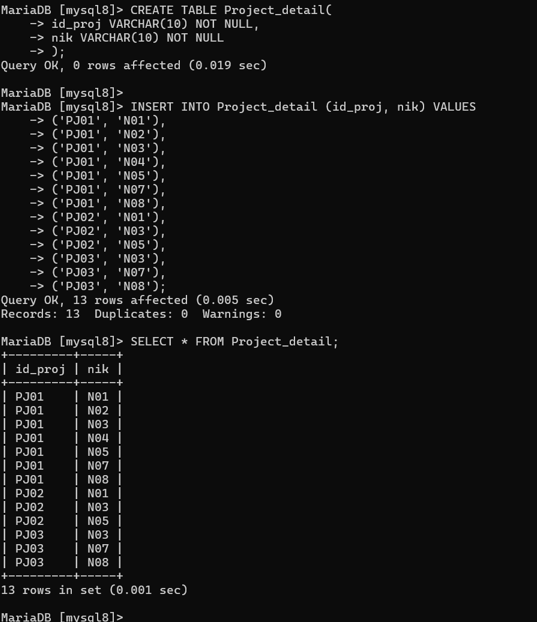 MariaDB [mysql8]> CREATE TABLE Project_detail(
    -> id_proj VARCHAR(10) NOT NULL,
    -> nik VARCHAR(10) NOT NULL
    -> );
Query OK, 0 rows affected (0.019 sec)

MariaDB [mysql8]>
MariaDB [mysql8]> INSERT INTO Project_detail (id_proj, nik) VALUES
    -> ('PJ01', 'N01'),
    -> ('PJ01', 'N02'),
    -> ('PJ01', 'N03'),
    -> ('PJ01', 'N04'),
    -> ('PJ01', 'N05'),
    -> ('PJ01', 'N07'),
    -> ('PJ01', 'N08'),
    -> ('PJ02', 'N01'),
    -> ('PJ02', 'N03'),
    -> ('PJ02', 'N05'),
    -> ('PJ03', 'N03'),
    -> ('PJ03', 'N07'),
    -> ('PJ03', 'N08');
Query OK, 13 rows affected (0.005 sec)
Records: 13  Duplicates: 0  Warnings: 0

MariaDB [mysql8]> SELECT * FROM Project_detail;
+---------+-----+
| id_proj | nik |
+---------+-----+
| PJ01    | N01 |
| PJ01    | N02 |
| PJ01    | N03 |
| PJ01    | N04 |
| PJ01    | N05 |
| PJ01    | N07 |
| PJ01    | N08 |
| PJ02    | N01 |
| PJ02    | N03 |
| PJ02    | N05 |
| PJ03    | N03 |
| PJ03    | N07 |
| PJ03    | N08 |
+---------+-----+
13 rows in set (0.001 sec)

MariaDB [mysql8]>